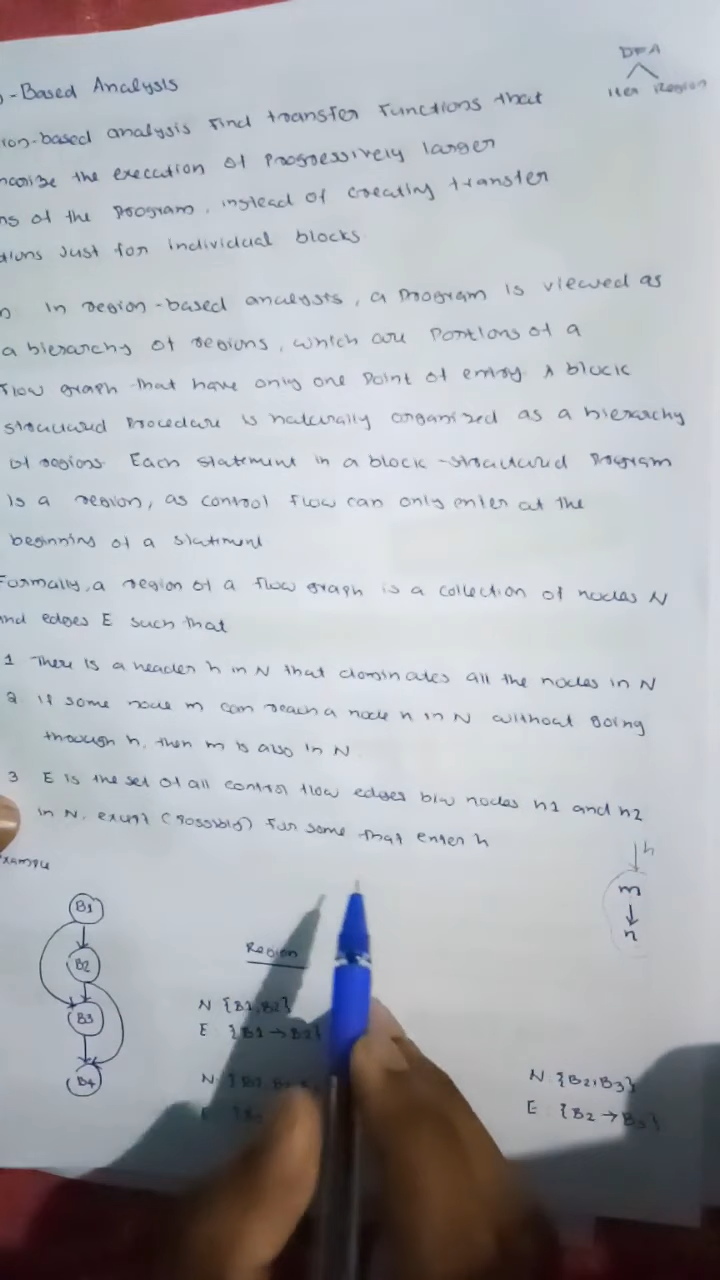 DFA
Iter Region
-Based Analysis
ion-based analysis find transfer functions that
marize the execution of Progressively larger
ns of the Program, instead of creating transfer
tions Just for individual blocks
In region-based analysis, a Program is viewed as
a hierarchy of regions, which are Portions of a
flow graph that have only one Point of entry A block
structured Procedure is naturally organized as a hierarchy
of regions Each statement in a block-structured Program
is a region, as control flow can only enter at the
beginning of a statement
Formally, a region of a flow graph is a collection of nodes N
and edges E such that
1 There is a header h in N that dominates all the nodes in N
2 if some node m can reach a node n in N without going
through h, then m is also in N
3 E is the set of all control flow edges b/w nodes n1 and n2
in N, except (Possibly) for some that enter h
h
m
n
Example
B1
B2
B3
B4
Region
N {B1,B2}
E {B1→B2}
N {B2,B3}
E {B2→B3}
N {
E {